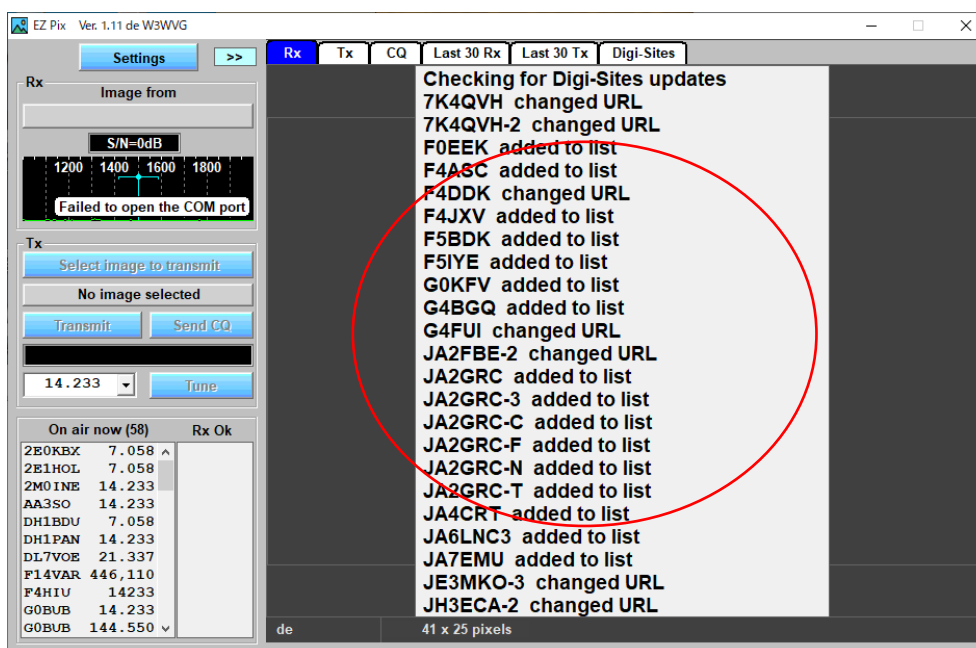 EZ Pix Ver. 1.11 de W3WVG
Settings
>>
Rx
Image from
S/N=0dB
1200 1400 1600 1800
Failed to open the COM port
Tx
Select image to transmit
No image selected
Transmit
Send CQ
14.233
Tune
On air now (58) Rx Ok
2E0KBX 7.058
2E1HOL 7.058
2M0INE 14.233
AA3SO 14.233
DH1BDU 7.058
DH1PAN 14.233
DL7VOE 21.337
F14VAR 446,110
F4HIU 14233
G0BUB 14.233
G0BUB 144.550
Rx Tx CQ Last 30 Rx Last 30 Tx Digi-Sites
Checking for Digi-Sites updates
7K4QVH changed URL
7K4QVH-2 changed URL
F0EEK added to list
F4ASC added to list
F4DDK changed URL
F4JXV added to list
F5BDK added to list
F5IYE added to list
G0KFV added to list
G4BGQ added to list
G4FUI changed URL
JA2FBE-2 changed URL
JA2GRC added to list
JA2GRC-3 added to list
JA2GRC-C added to list
JA2GRC-F added to list
JA2GRC-N added to list
JA2GRC-T added to list
JA4CRT added to list
JA6LNC3 added to list
JA7EMU added to list
JE3MKO-3 changed URL
JH3ECA-2 changed URL
de
41 x 25 pixels